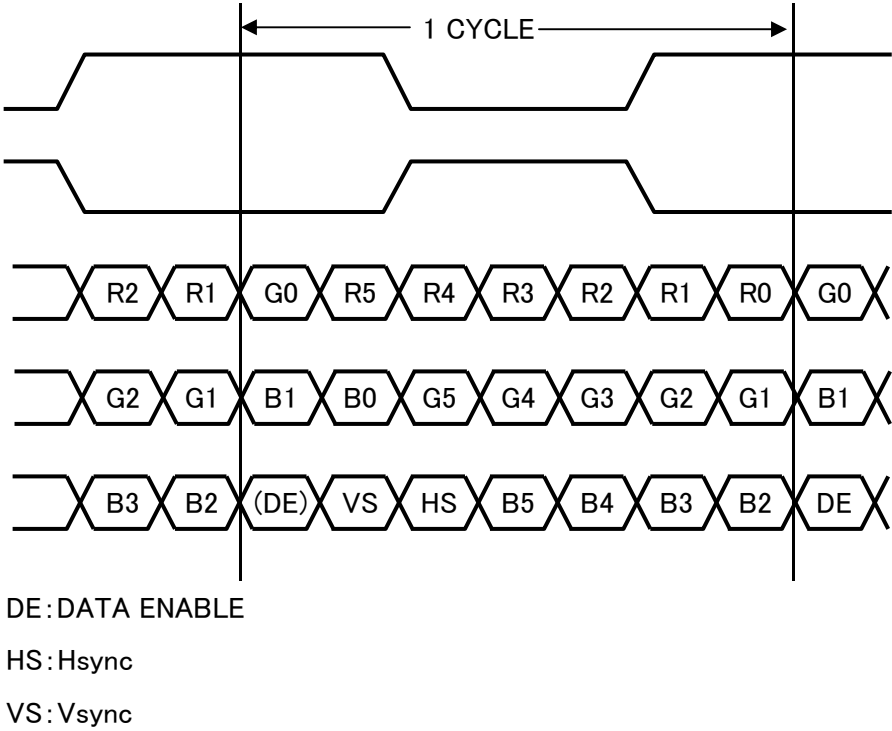 1 CYCLE
R2 R1 G0 R5 R4 R3 R2 R1 R0 G0
G2 G1 B1 B0 G5 G4 G3 G2 G1 B1
B3 B2 (DE) VS HS B5 B4 B3 B2 DE
DE:DATA ENABLE
HS:Hsync
VS:Vsync